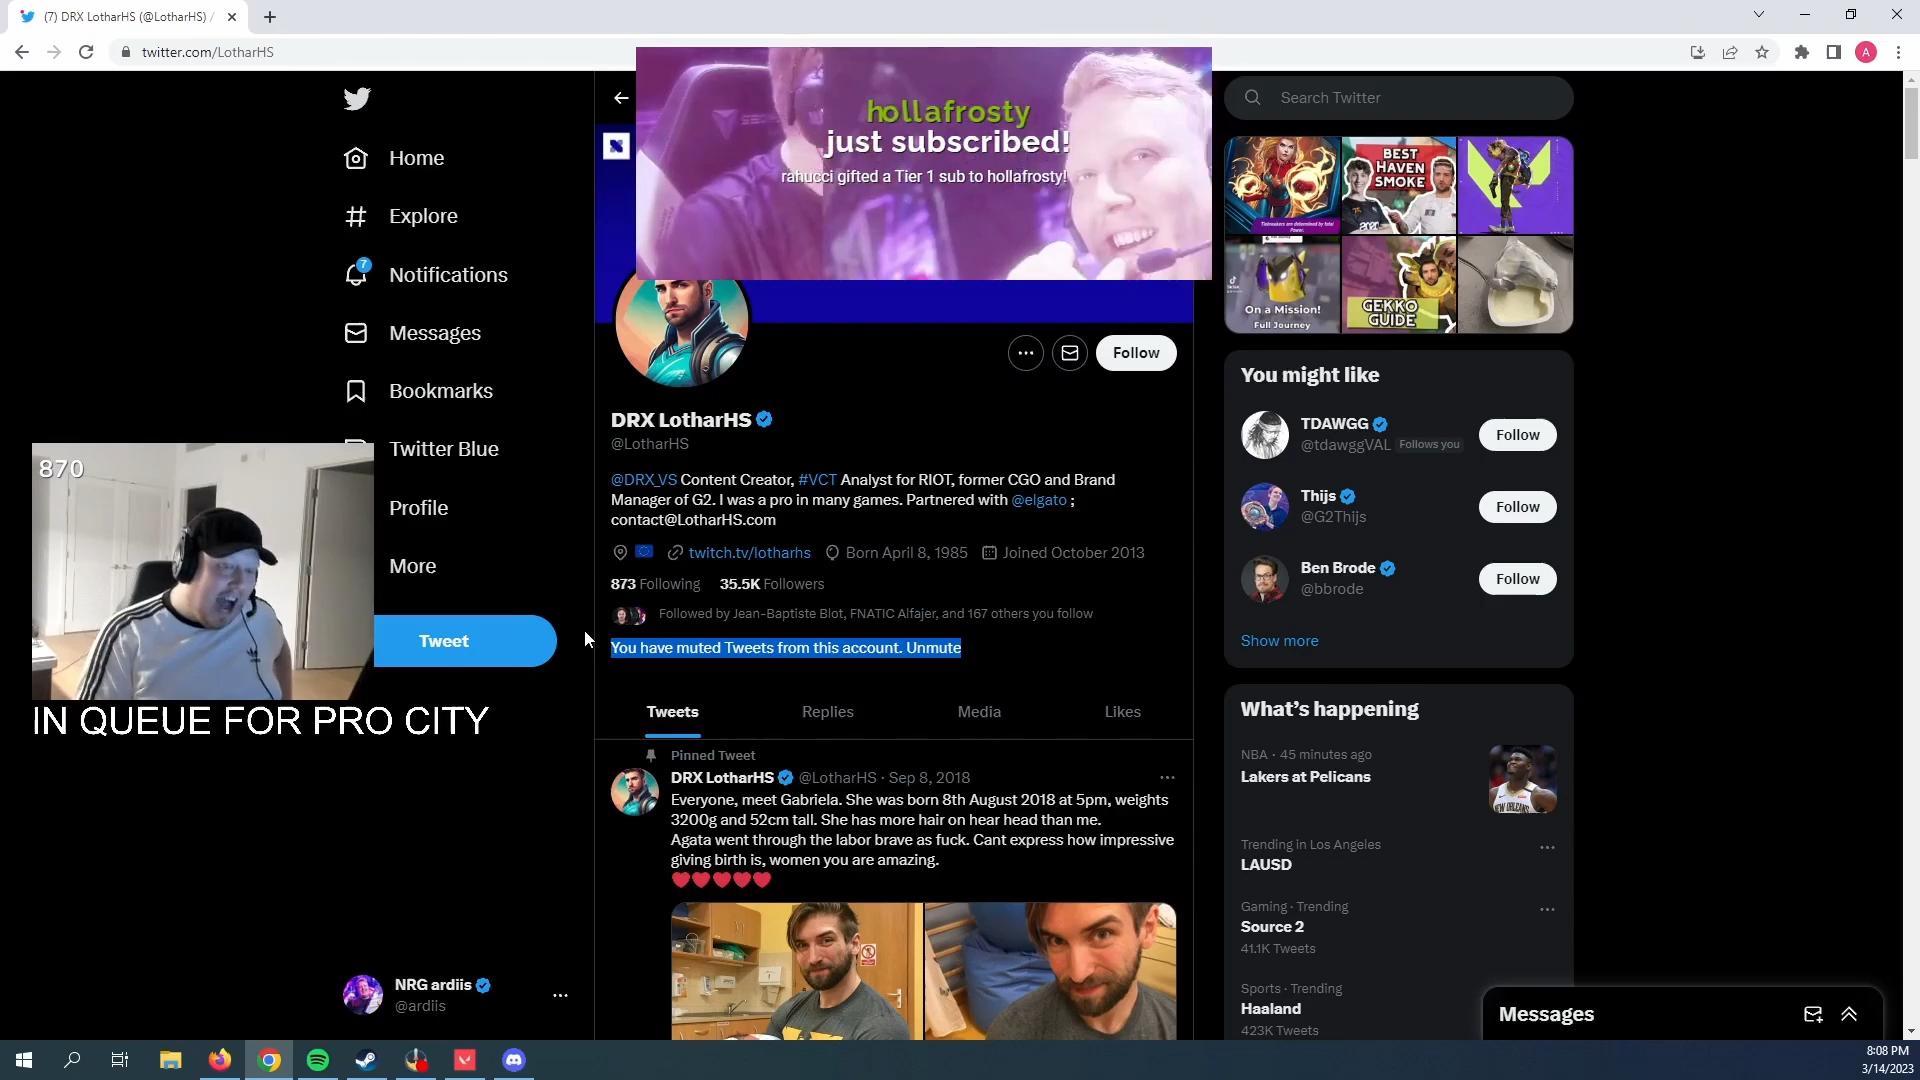 (7) DRX LotharHS (@LotharHS) /
twitter.com/LotharHS
A
hollafrosty
just subscribed!
rahucci gifted a Tier 1 sub to hollafrosty!
Home
Explore
7
Notifications
Messages
Bookmarks
Twitter Blue
Profile
More
Tweet
870
IN QUEUE FOR PRO CITY
NRG ardiis
@ardiis
Follow
DRX LotharHS
@LotharHS
@DRX_VS Content Creator, #VCT Analyst for RIOT, former CGO and Brand
Manager of G2. I was a pro in many games. Partnered with @elgato ;
contact@LotharHS.com
twitch.tv/lotharhs Born April 8, 1985 Joined October 2013
873 Following 35.5K Followers
Followed by Jean-Baptiste Blot, FNATIC Alfajer, and 167 others you follow
You have muted Tweets from this account. Unmute
Tweets Replies Media Likes
Pinned Tweet
DRX LotharHS @LotharHS · Sep 8, 2018
Everyone, meet Gabriela. She was born 8th August 2018 at 5pm, weights
3200g and 52cm tall. She has more hair on hear head than me.
Agata went through the labor brave as fuck. Cant express how impressive
giving birth is, women you are amazing.
Search Twitter
BEST
HAVEN
SMOKE
On a Mission!
Full Journey
GEKKO
GUIDE
You might like
TDAWGG
@tdawggVAL Follows you
Follow
Thijs
@G2Thijs
Follow
Ben Brode
@bbrode
Follow
Show more
What's happening
NBA · 45 minutes ago
Lakers at Pelicans
Trending in Los Angeles
LAUSD
Gaming · Trending
Source 2
41.1K Tweets
Sports · Trending
Haaland
423K Tweets
Messages
8:08 PM
3/14/2023